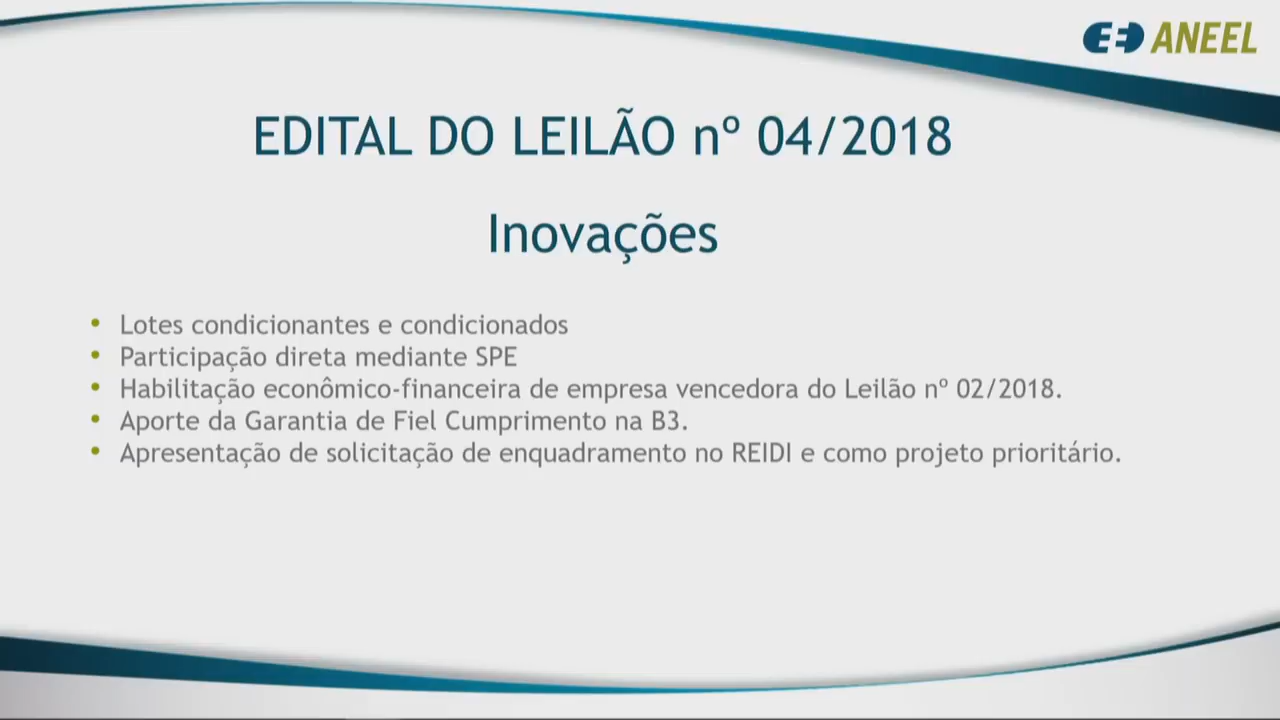 ANEEL
EDITAL DO LEILÃO nº 04/2018
Inovações
• Lotes condicionantes e condicionados
• Participação direta mediante SPE
• Habilitação econômico-financeira de empresa vencedora do Leilão nº 02/2018.
• Aporte da Garantia de Fiel Cumprimento na B3.
• Apresentação de solicitação de enquadramento no REIDI e como projeto prioritário.